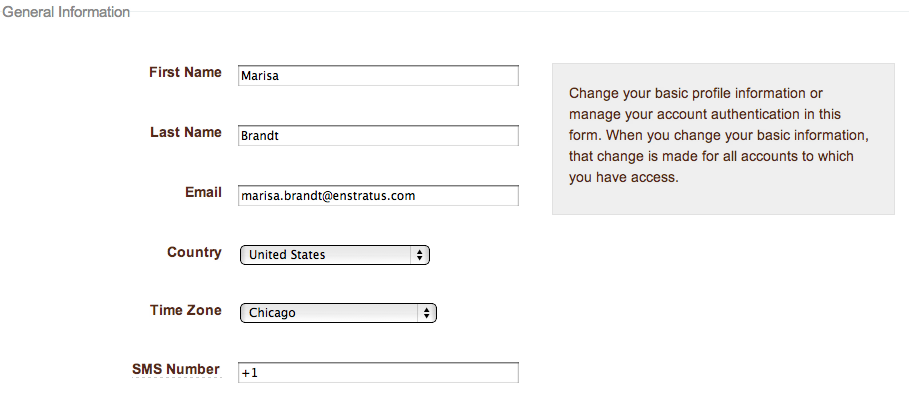 General Information
First Name Marisa
Last Name Brandt
Email marisa.brandt@enstratus.com
Country United States
Time Zone Chicago
SMS Number +1
Change your basic profile information or
manage your account authentication in this
form. When you change your basic information,
that change is made for all accounts to which
you have access.